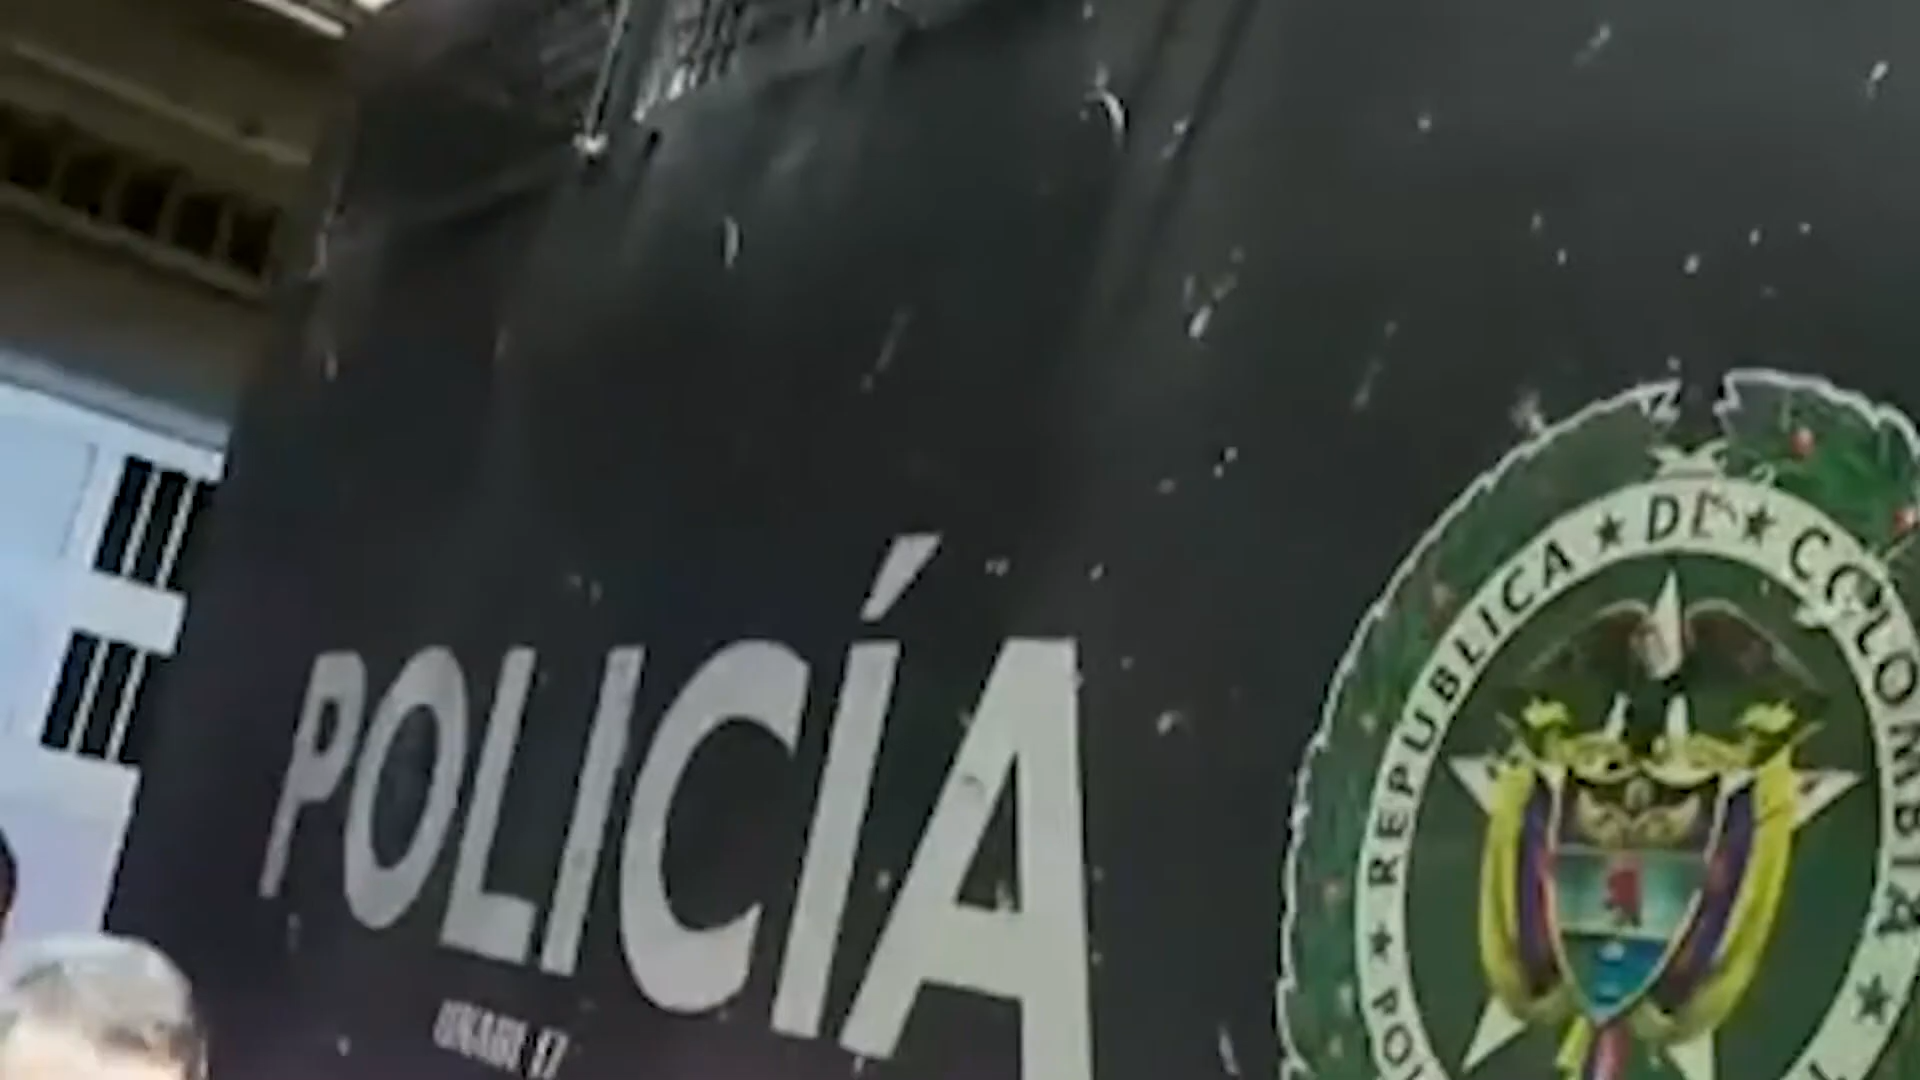 POLICÍA
★ REPUBLICA ★ DE ★ COLOMBIA ★